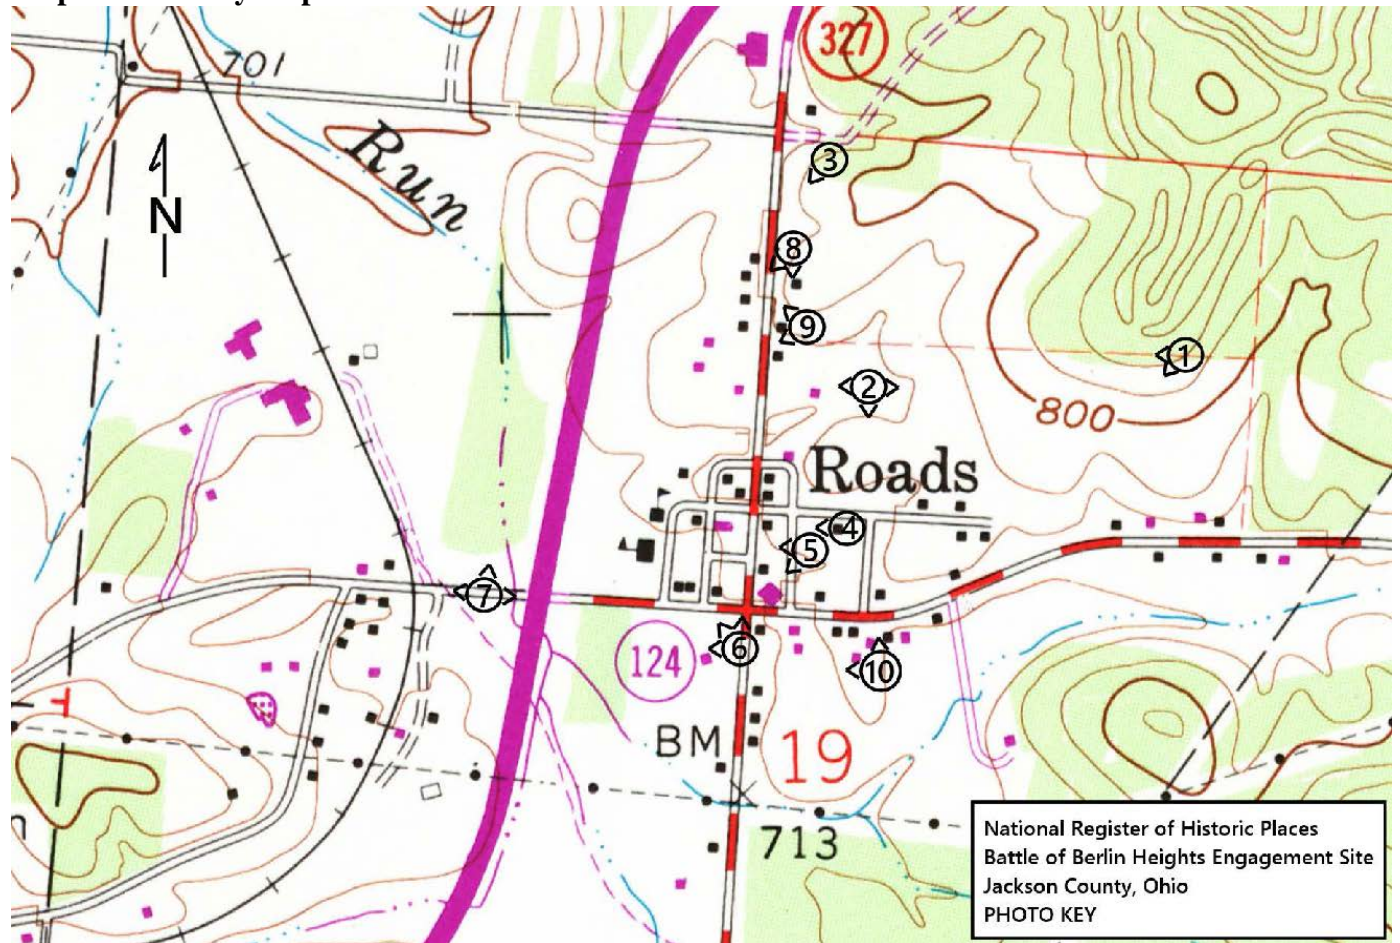 701
327
Run
N
3
8
9
1
2
800
Roads
4
5
7
6
124
10
BM
19
713
National Register of Historic Places
Battle of Berlin Heights Engagement Site
Jackson County, Ohio
PHOTO KEY